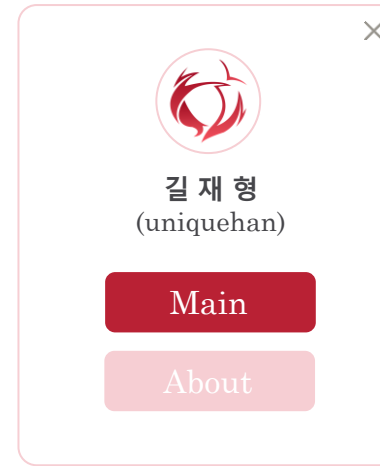 길 재 형
(uniquehan)
Main
About